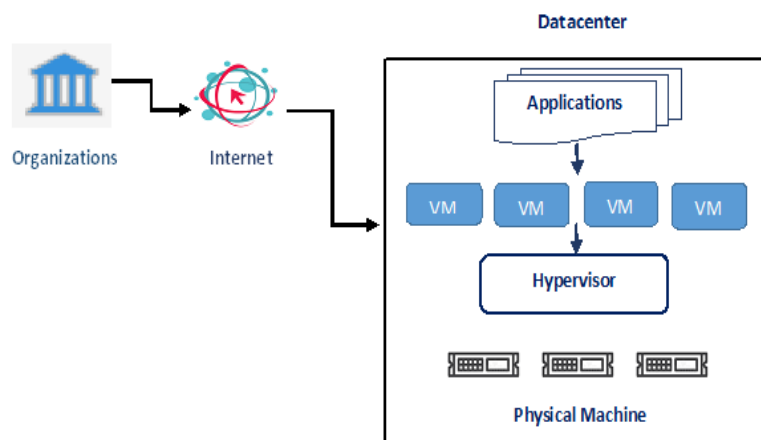 Datacenter
Applications
Organizations
Internet
VM
VM
VM
VM
Hypervisor
Physical Machine